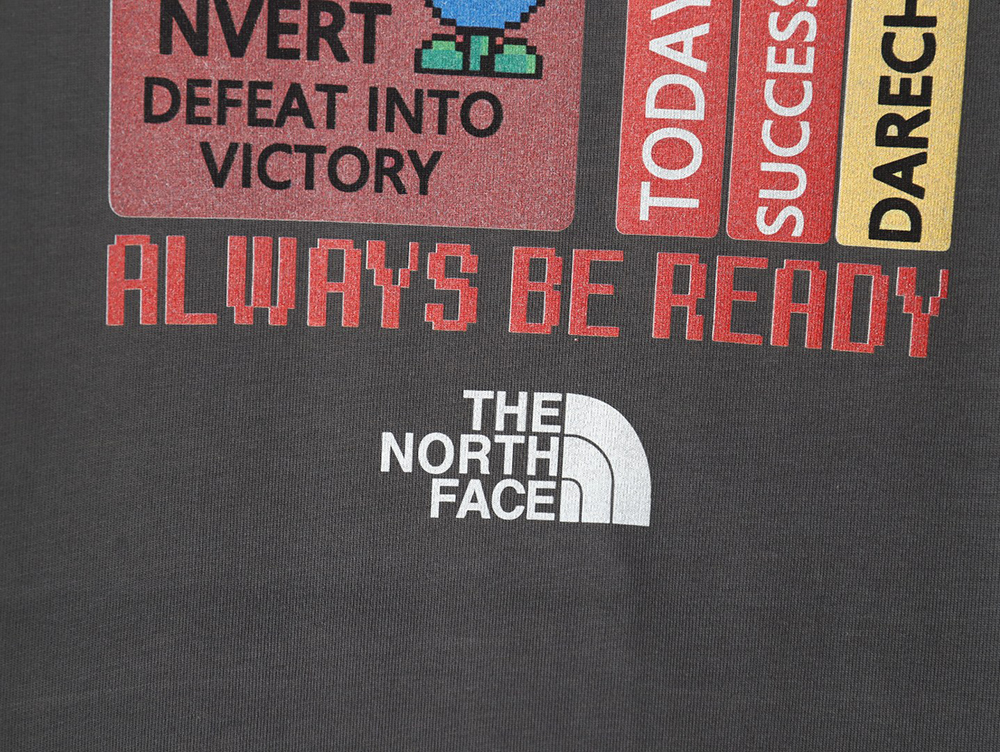 NVERT
DEFEAT INTO
VICTORY
TODAY
SUCCESS
DARECH
ALWAYS BE READY
THE
NORTH
FACE